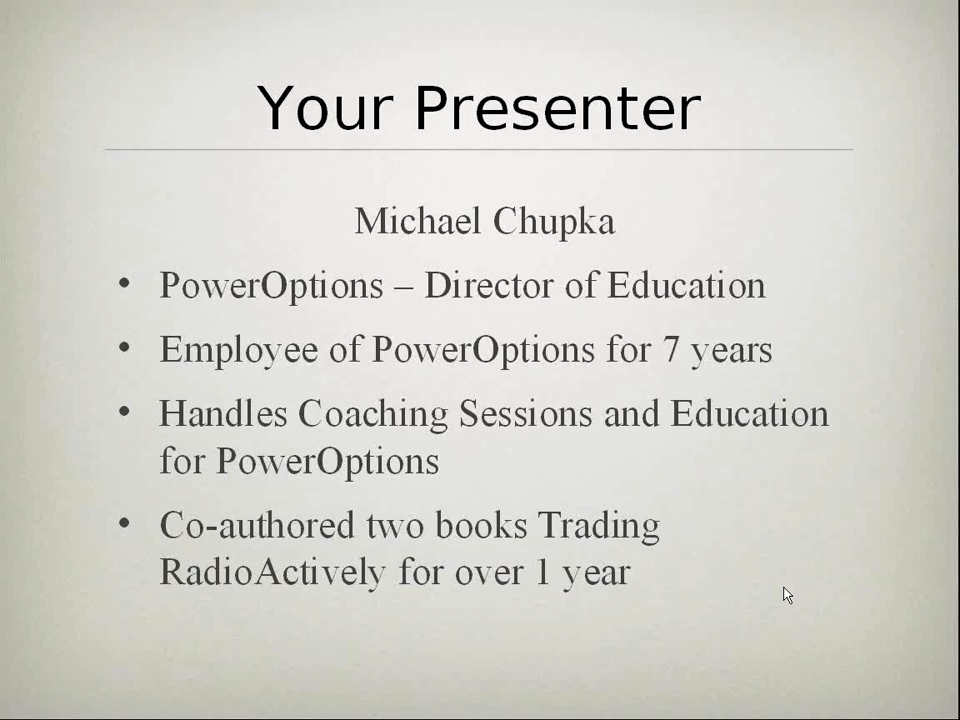 Your Presenter
Michael Chupka
• PowerOptions – Director of Education
• Employee of PowerOptions for 7 years
• Handles Coaching Sessions and Education
for PowerOptions
• Co-authored two books Trading
RadioActively for over 1 year